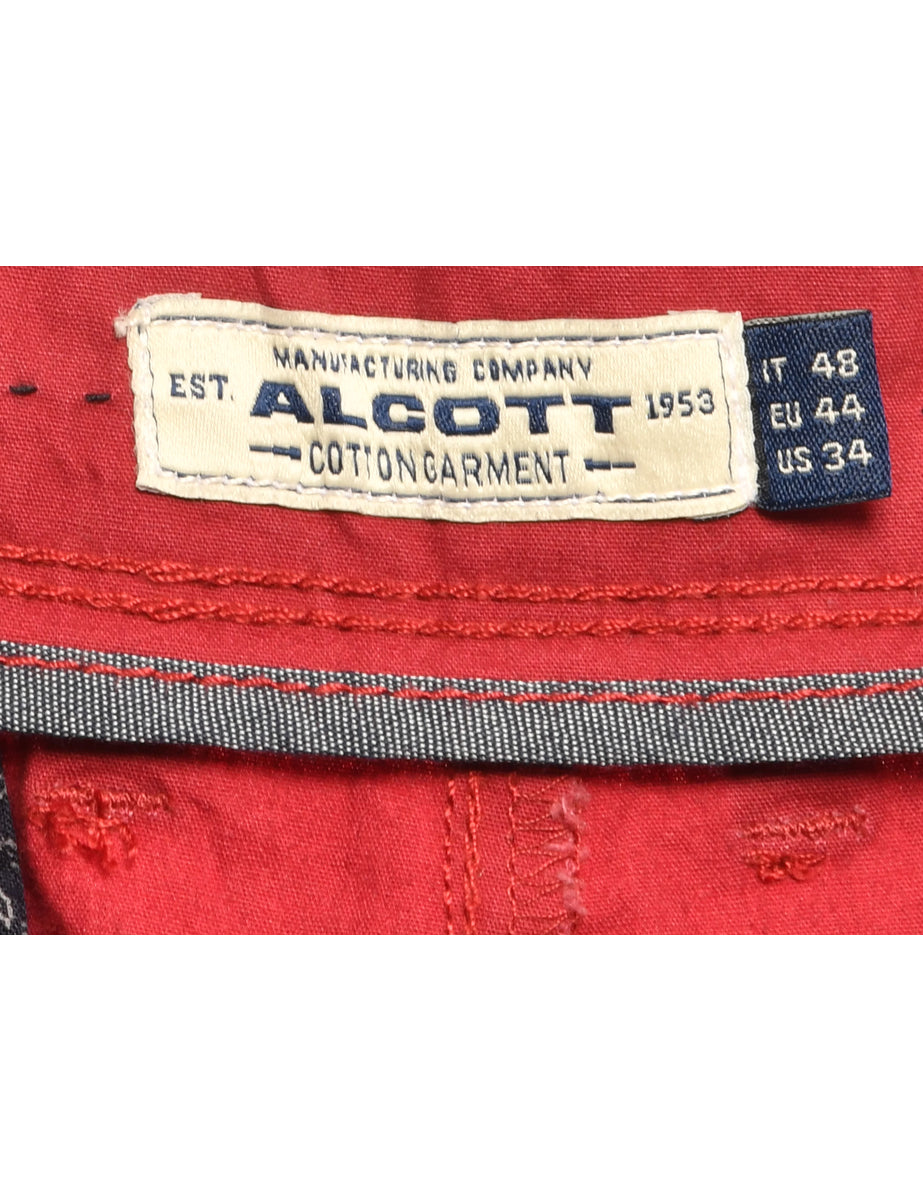 MANUFACTURING COMPANY
EST. ALCOTT 1953
COTTON GARMENT
IT 48
EU 44
US 34